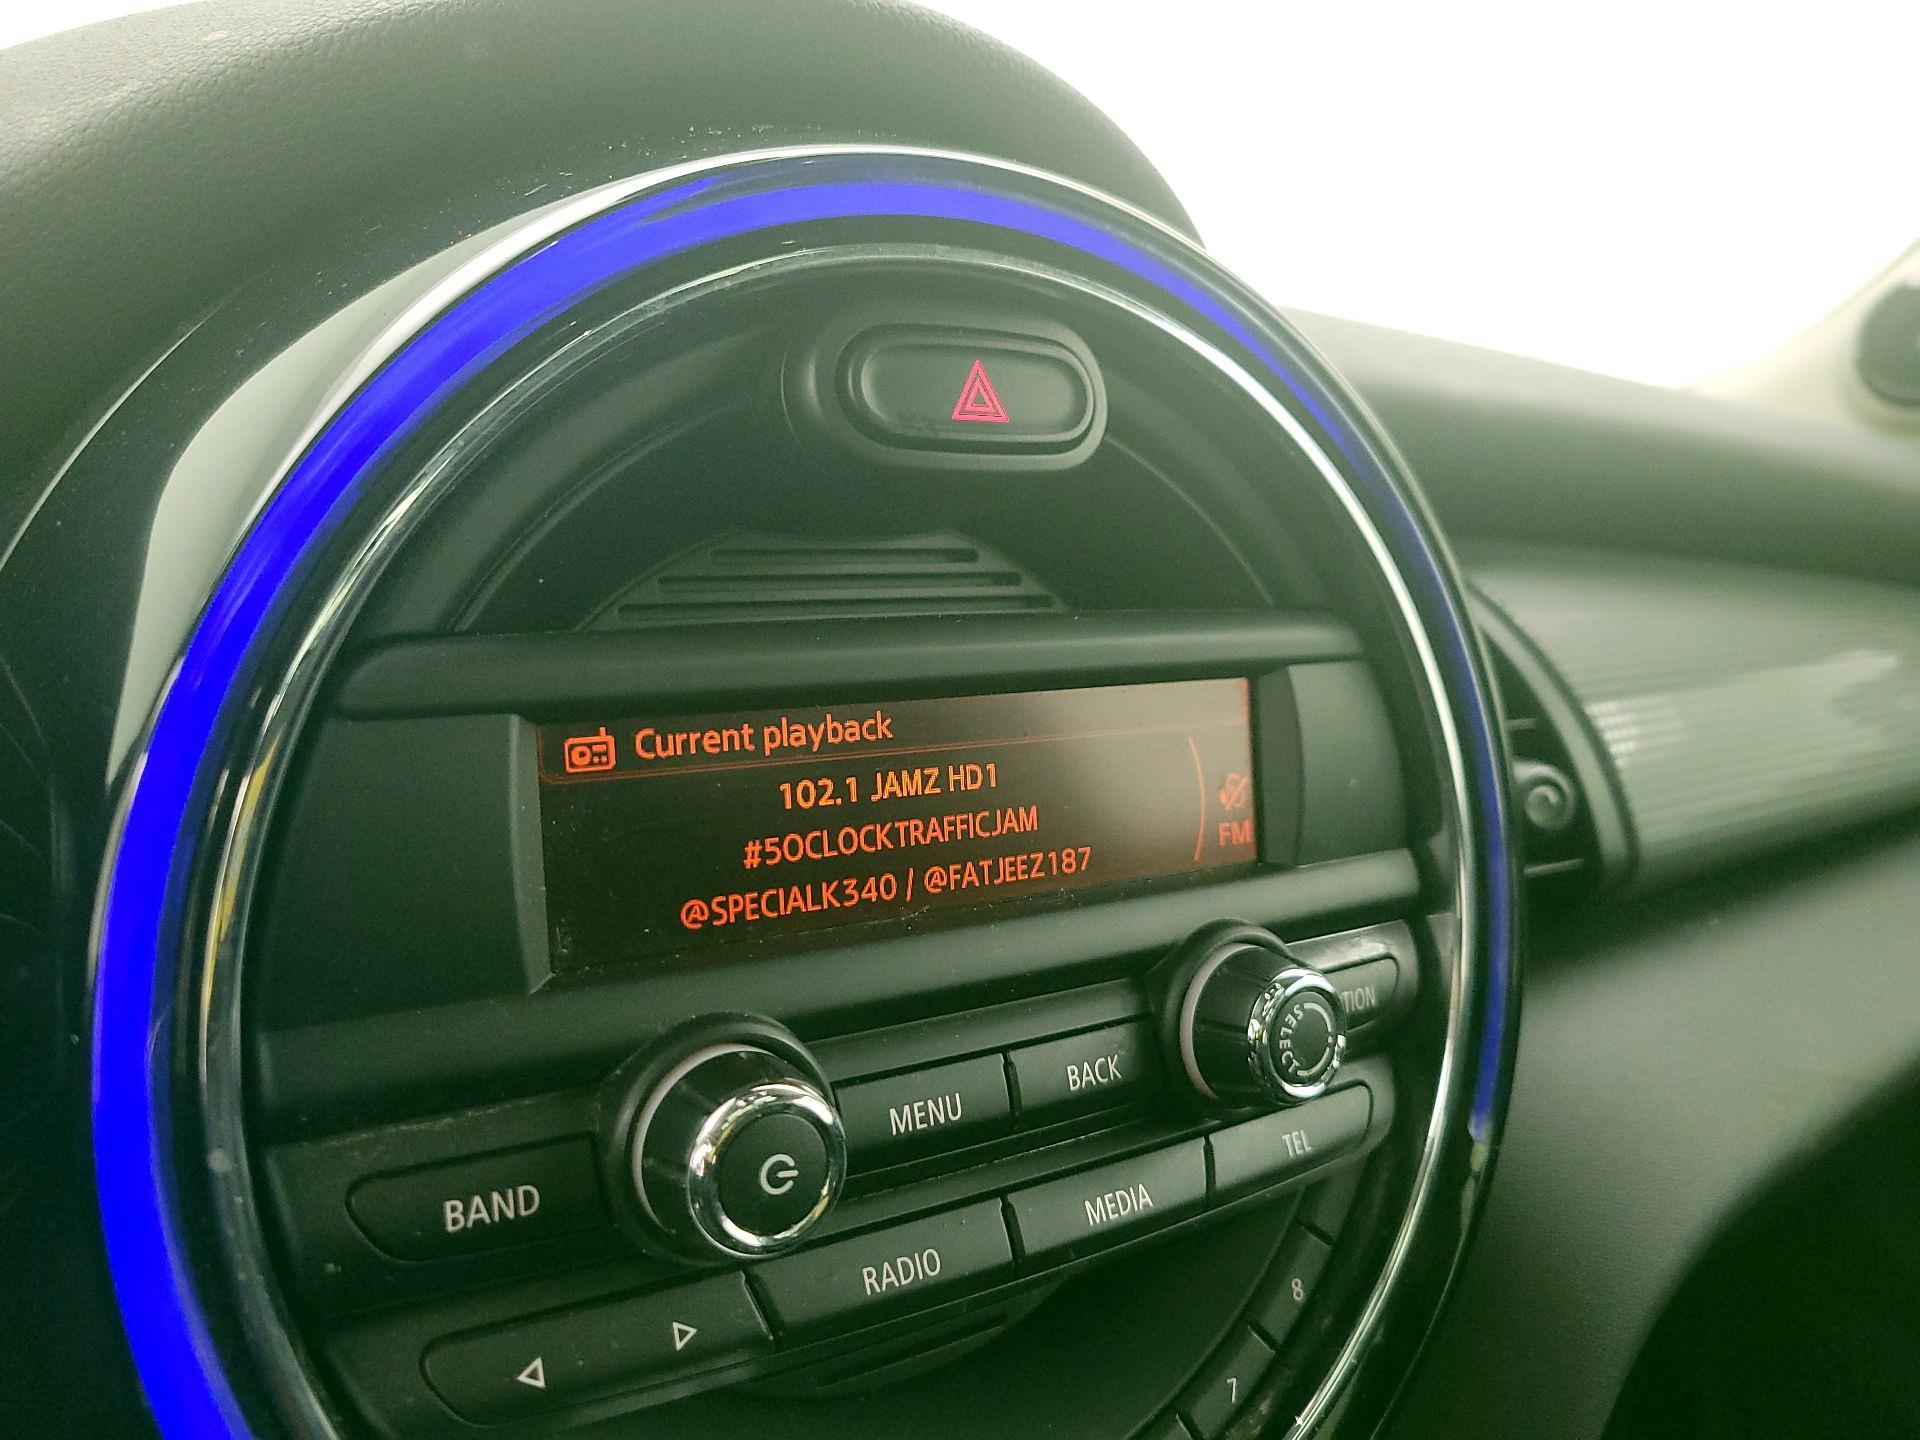 Current playback
102.1 JAMZ HD1
#5OCLOCKTRAFFICJAM
FM
@SPECIALK340 / @FATJEEZ187
SELECT
BACK
MENU
TEL
BAND
MEDIA
RADIO
8
7